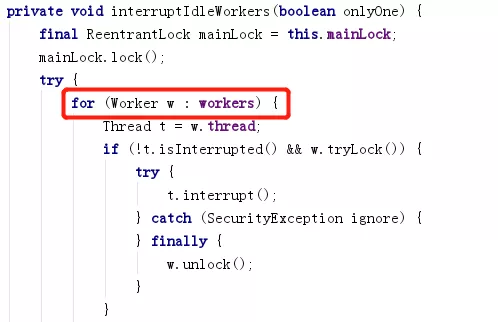 private void interruptIdleWorkers(boolean onlyOne) {
    final ReentrantLock mainLock = this.mainLock;
    mainLock.lock();
    try {
        for (Worker w : workers) {
            Thread t = w.thread;
            if (!t.isInterrupted() && w.tryLock()) {
                try {
                    t.interrupt();
                } catch (SecurityException ignore) {
                } finally {
                    w.unlock();
                }
            }